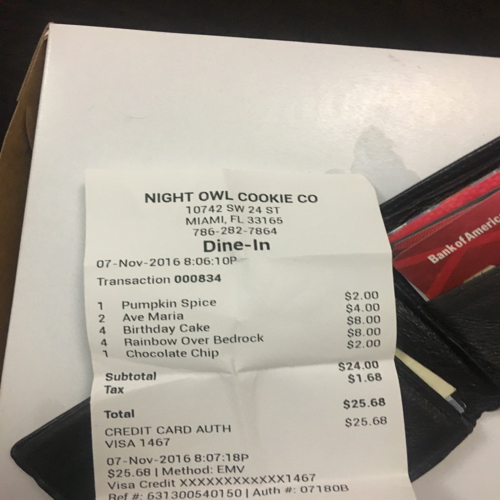 NIGHT OWL COOKIE CO
10742 SW 24 ST
MIAMI, FL 33165
786-282-7864
Dine-In
07-Nov-2016 8:06:10P
Transaction 000834
1 Pumpkin Spice $2.00
2 Ave Maria $4.00
4 Birthday Cake $8.00
4 Rainbow Over Bedrock $8.00
1 Chocolate Chip $2.00
Subtotal $24.00
Tax $1.68
Total $25.68
CREDIT CARD AUTH $25.68
VISA 1467
07-Nov-2016 8:07:18P
$25.68 | Method: EMV
Visa Credit XXXXXXXXXXXX1467
Ref #: 631300540150 | Auth #: 07180B
Bank of Americ